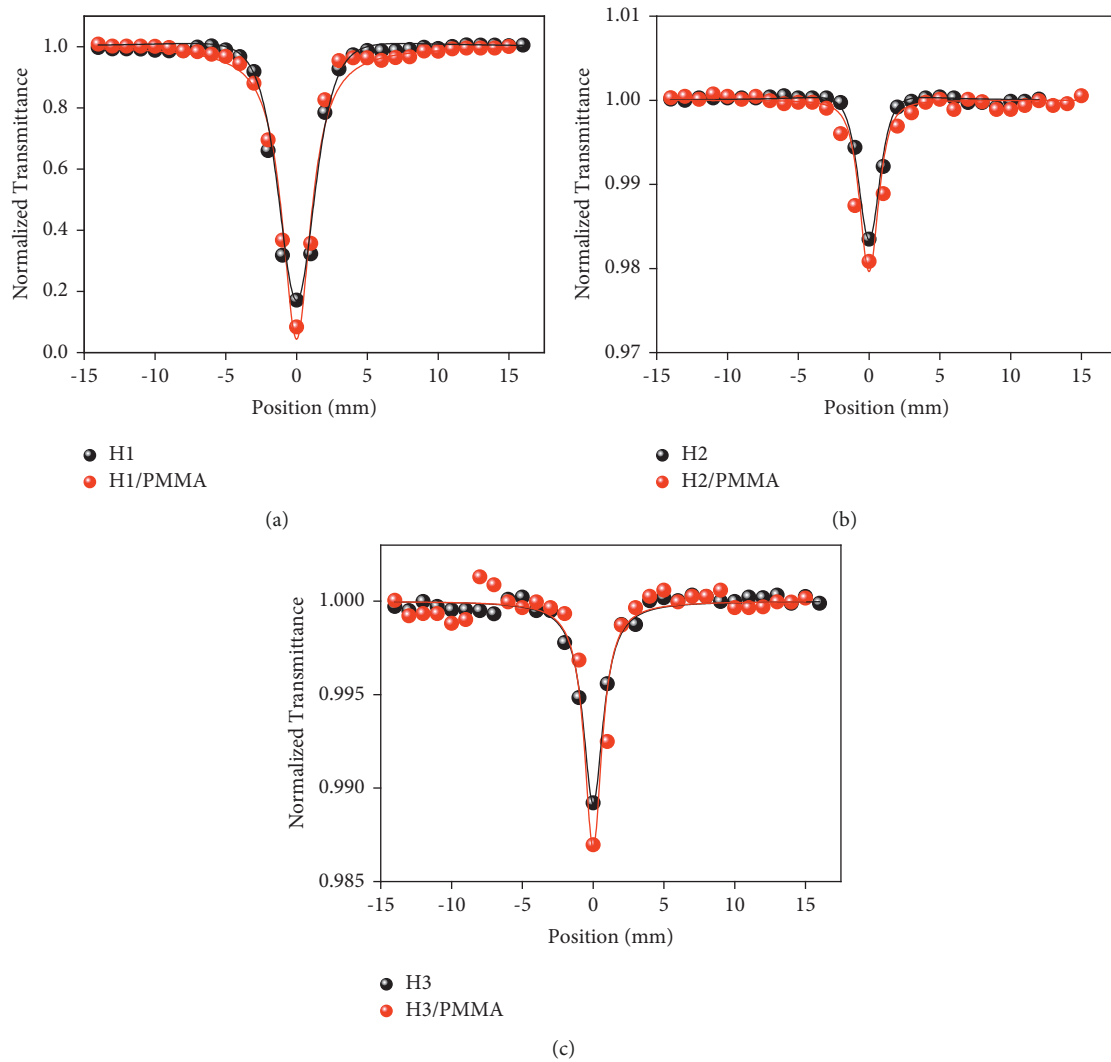 1.0
0.8
0.6
0.4
0.2
0.0
Normalized Transmittance
-15 -10 -5 0 5 10 15
Position (mm)
H1
H1/PMMA
(a)
1.01
1.00
0.99
0.98
0.97
Normalized Transmittance
-15 -10 -5 0 5 10 15
Position (mm)
H2
H2/PMMA
(b)
1.000
0.995
0.990
0.985
Normalized Transmittance
-15 -10 -5 0 5 10 15
Position (mm)
H3
H3/PMMA
(c)